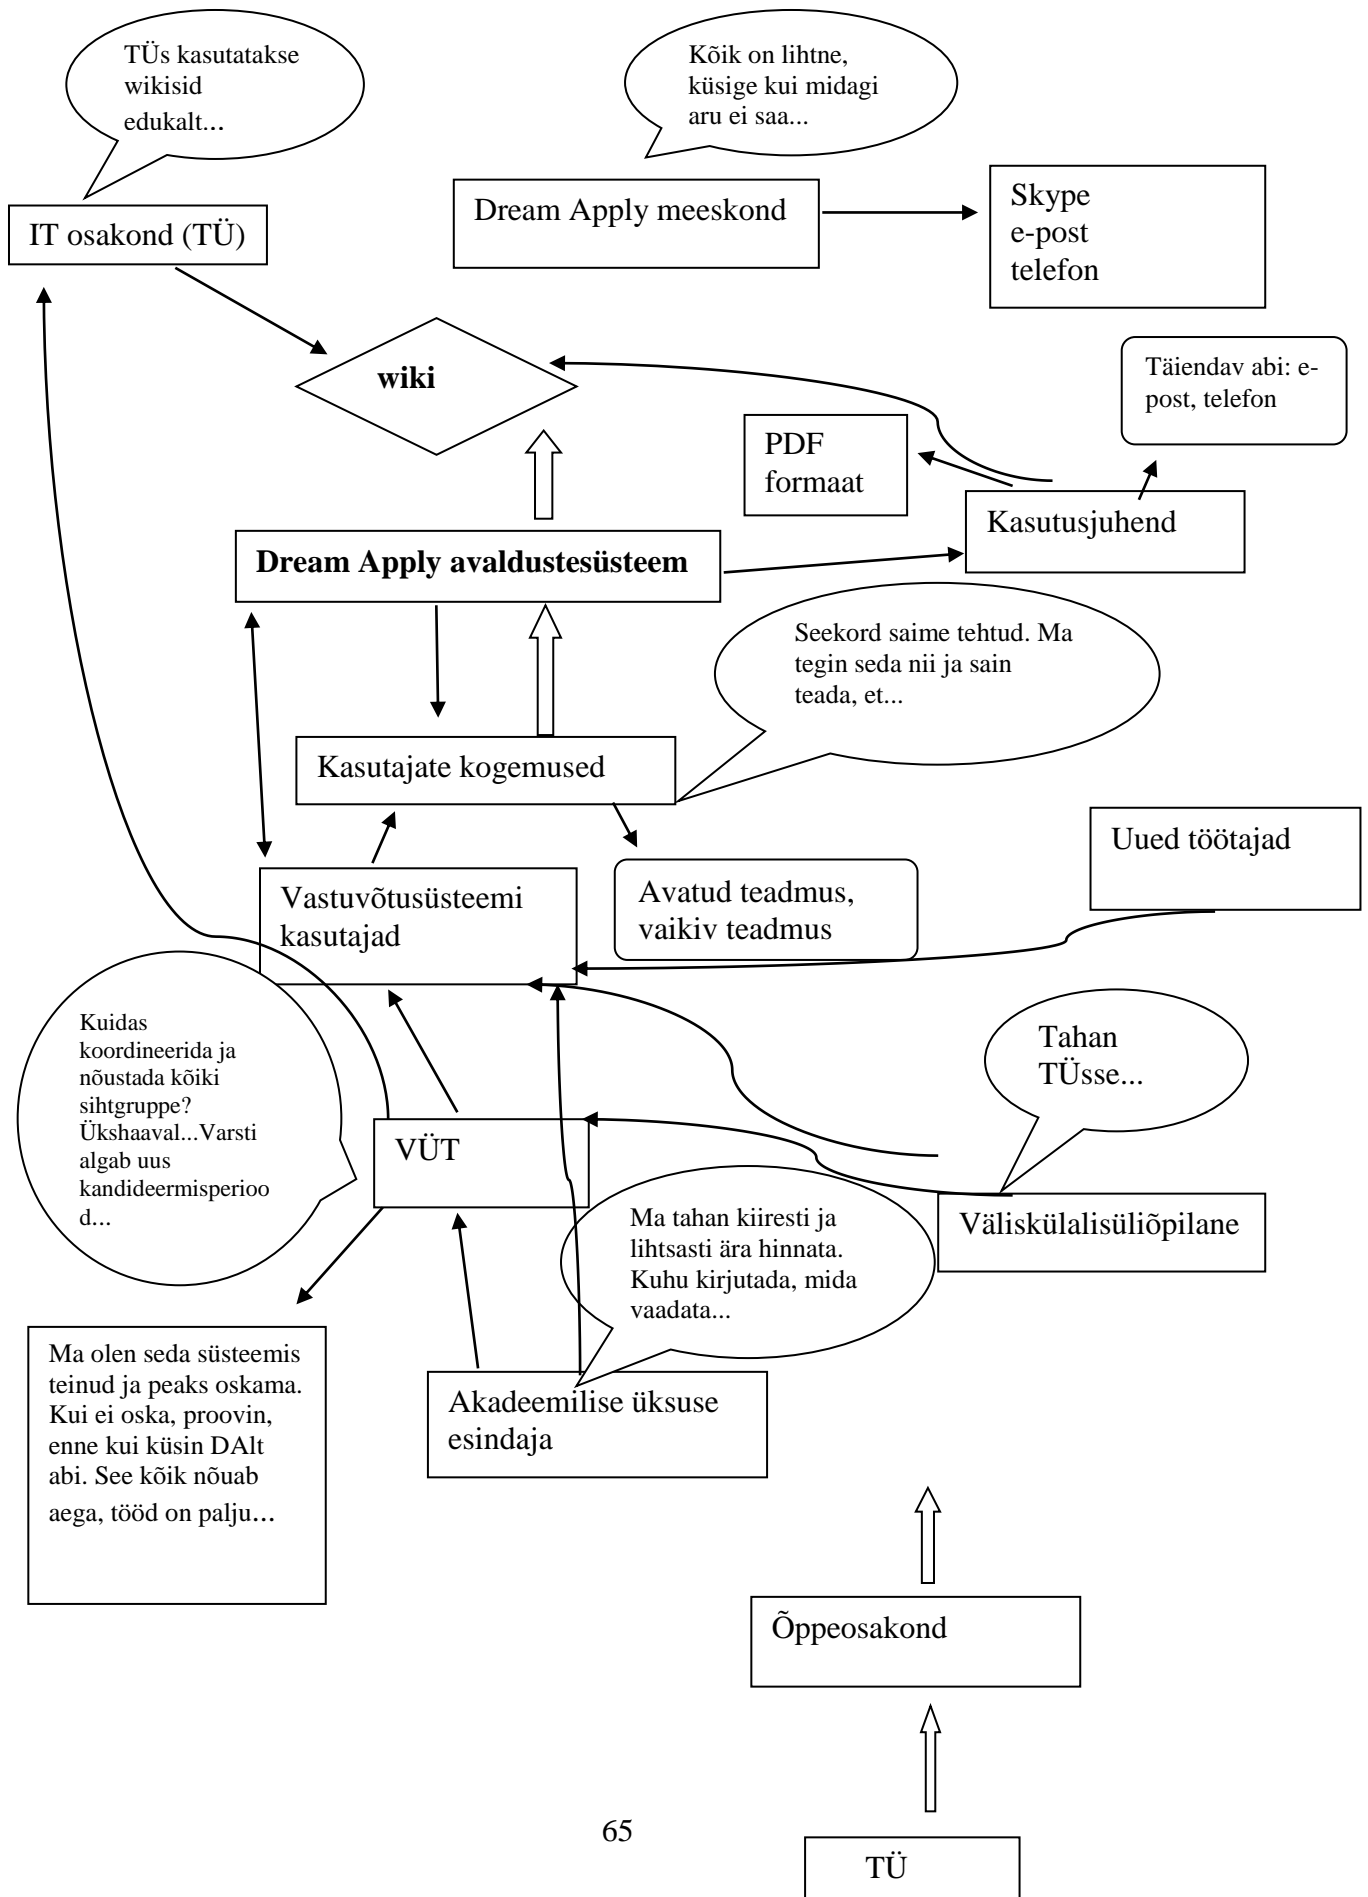 TÜs kasutatakse
wikisid
edukalt...
Kõik on lihtne,
küsige kui midagi
aru ei saa...
IT osakond (TÜ)
Dream Apply meeskond
Skype
e-post
telefon
wiki
Täiendav abi: e-
post, telefon
PDF
formaat
Kasutusjuhend
Dream Apply avaldustesüsteem
Seekord saime tehtud. Ma
tegin seda nii ja sain
teada, et...
Kasutajate kogemused
Uued töötajad
Vastuvõtusüsteemi
kasutajad
Avatud teadmus,
vaikiv teadmus
Kuidas
koordineerida ja
nõustada kõiki
sihtgruppe?
Ükshaaval...Varsti
algab uus
kandideermisperioo
d...
Tahan
TÜsse...
VÜT
Väliskülalisüliõpilane
Ma tahan kiiresti ja
lihtsasti ära hinnata.
Kuhu kirjutada, mida
vaadata...
Ma olen seda süsteemis
teinud ja peaks oskama.
Kui ei oska, proovin,
enne kui küsin DAlt
abi. See kõik nõuab
aega, tööd on palju...
Akadeemilise üksuse
esindaja
Õppeosakond
65
TÜ